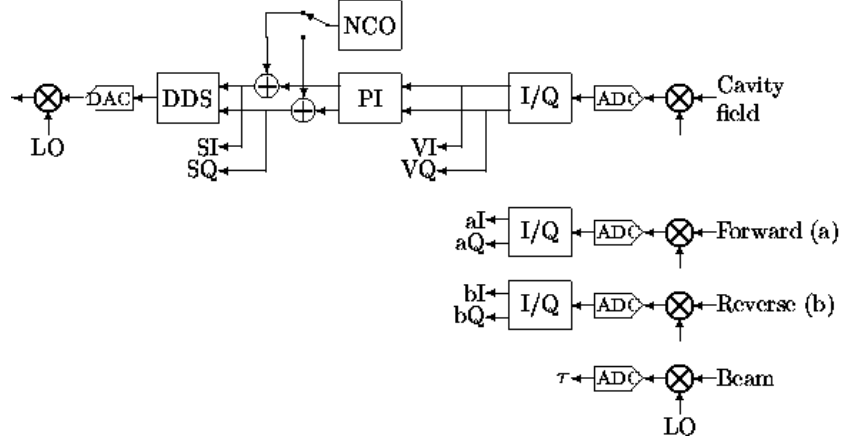 NCO
DAC
DDS
PI
I/Q
ADC
Cavity
field
LO
SI
SQ
VI
VQ
aI
aQ
I/Q
ADC
Forward (a)
bI
bQ
I/Q
ADC
Reverse (b)
τ
ADC
Beam
LO